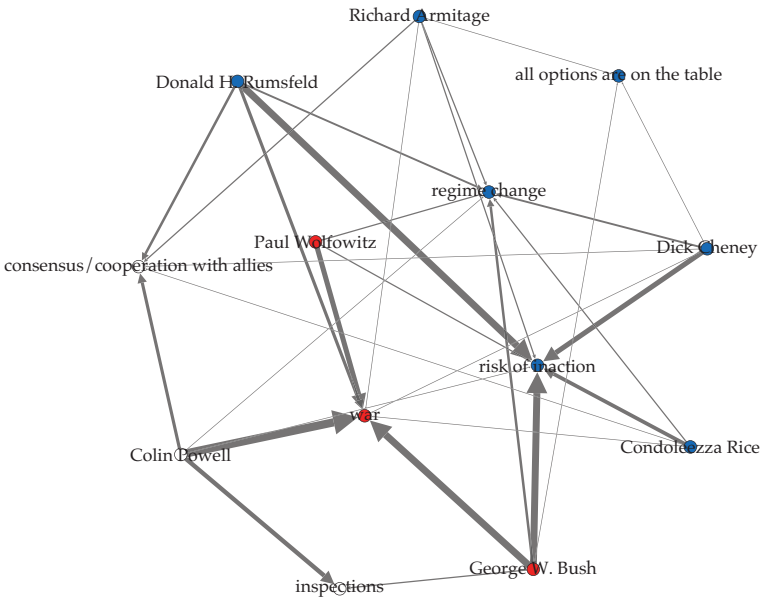 Richard Armitage
all options are on the table
Donald H. Rumsfeld
regime change
Paul Wolfowitz
Dick Cheney
consensus/cooperation with allies
risk of inaction
war
Colin Powell
Condoleezza Rice
George W. Bush
inspections